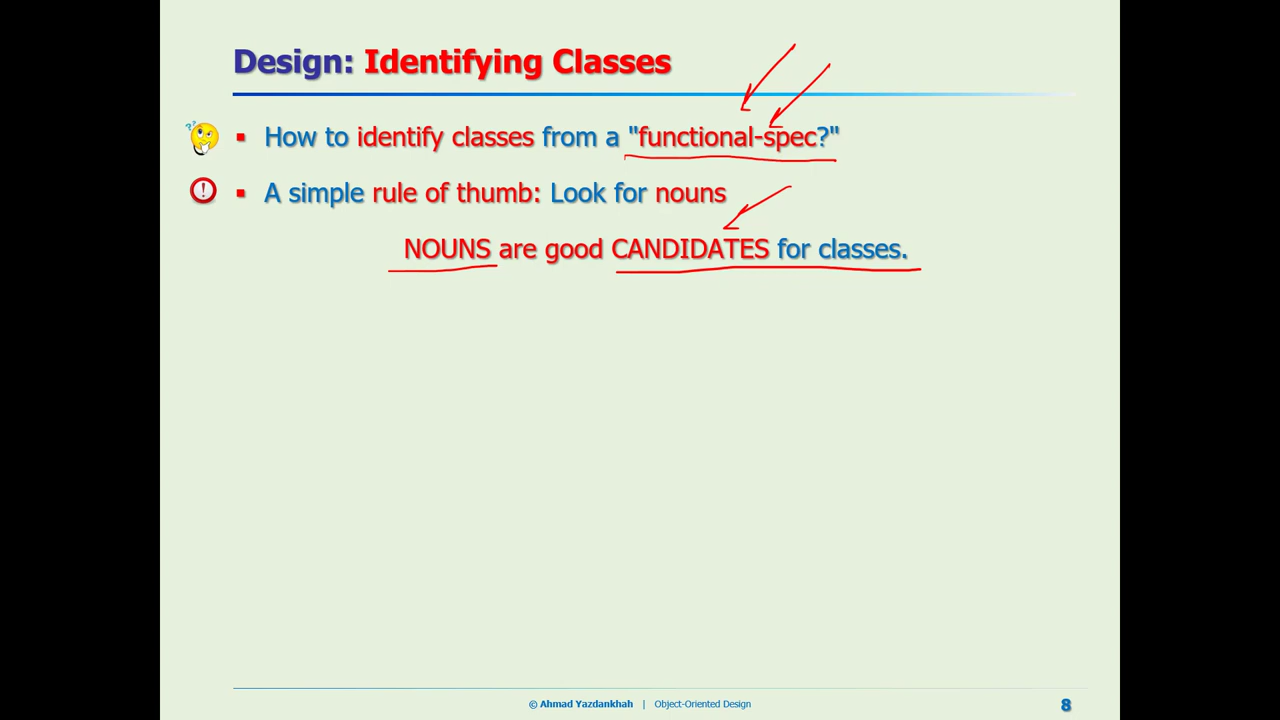 Design: Identifying Classes
▪ How to identify classes from a "functional-spec?"
▪ A simple rule of thumb: Look for nouns
NOUNS are good CANDIDATES for classes.
© Ahmad Yazdankhah | Object-Oriented Design
8